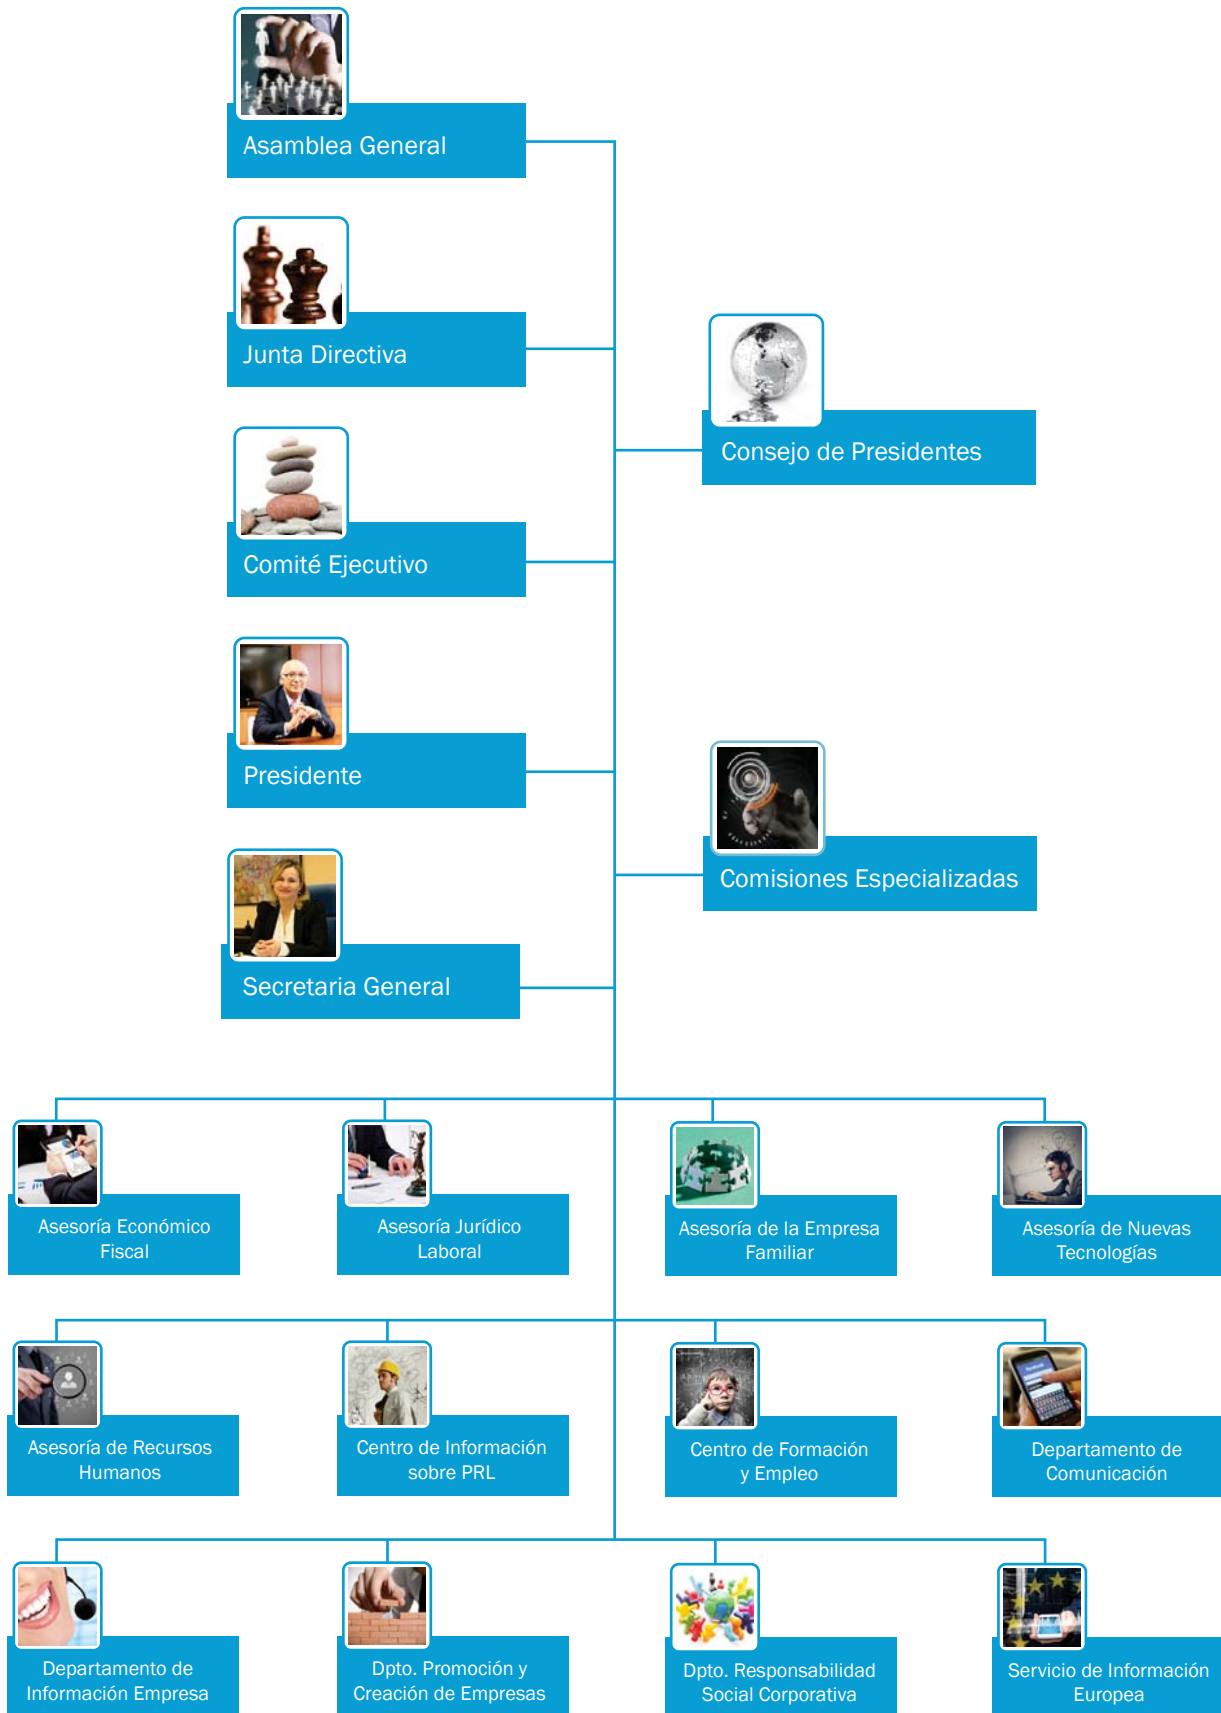 Asamblea General
Junta Directiva
Consejo de Presidentes
Comité Ejecutivo
Presidente
Comisiones Especializadas
Secretaria General
Asesoría Económico
Fiscal
Asesoría Jurídico
Laboral
Asesoría de la Empresa
Familiar
Asesoría de Nuevas
Tecnologías
Asesoría de Recursos
Humanos
Centro de Información
sobre PRL
Centro de Formación
y Empleo
Departamento de
Comunicación
Departamento de
Información Empresa
Dpto. Promoción y
Creación de Empresas
Dpto. Responsabilidad
Social Corporativa
Servicio de Información
Europea